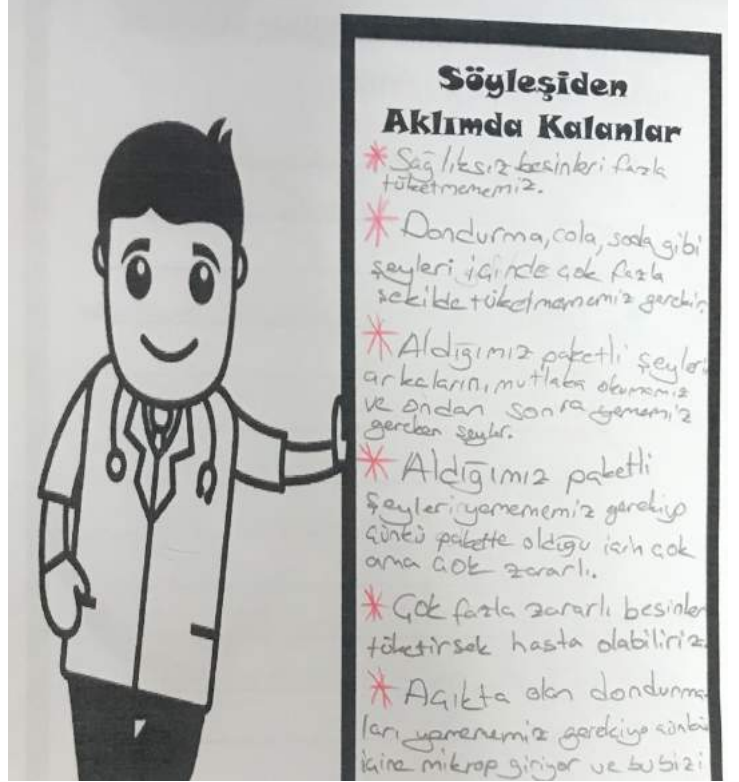 Söyleşiden
Aklımda Kalanlar
* Sağlıksız besinleri fazla
tüketmememiz.
* Dondurma, cola, soda gibi
şeyleri içinde çok fazla
şekilde tüketmememiz gerekir.
* Aldığımız paketli şeyleri
arkaların, mutlaka okumamız
ve ondan sonra yememiz
gereken şeyler.
* Aldığımız paketli
şeyleri yemememiz gerekiyo
çünkü pakette olduğu için çok
ama çok zararlı.
* Çok fazla zararlı besinler
tüketirsek hasta olabiliriz.
* Açıkta olan dondurma
ları yemememiz gerekiyo çünkü
içine mikrop giriyor ve bu bizi